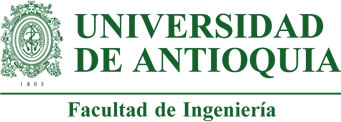 UNIVERSIDAD
DE ANTIOQUIA
1803
Facultad de Ingeniería